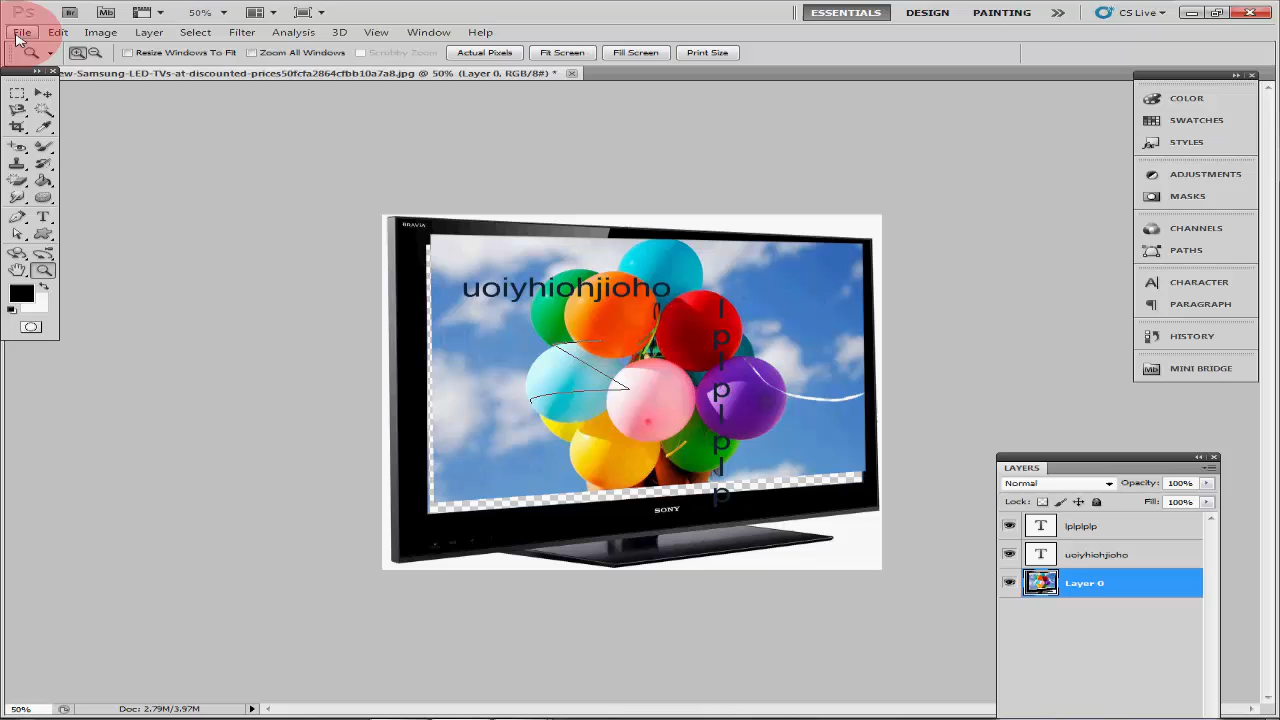 Ps Br Mb 50% ESSENTIALS DESIGN PAINTING CS Live
File Edit Image Layer Select Filter Analysis 3D View Window Help
Resize Windows To Fit Zoom All Windows Scrubby Zoom Actual Pixels Fit Screen Fill Screen Print Size
ew-Samsung-LED-TVs-at-discounted-prices50fcfa2864cfbb10a7a8.jpg @ 50% (Layer 0, RGB/8#) *
COLOR
SWATCHES
STYLES
ADJUSTMENTS
MASKS
CHANNELS
PATHS
CHARACTER
PARAGRAPH
HISTORY
Mb MINI BRIDGE
BRAVIA
uoiyhiohjioho
lplplplp
SONY
LAYERS
Normal Opacity: 100%
Lock: Fill: 100%
T lplplplp
T uoiyhiohjioho
Layer 0
50% Doc: 2.79M/3.97M